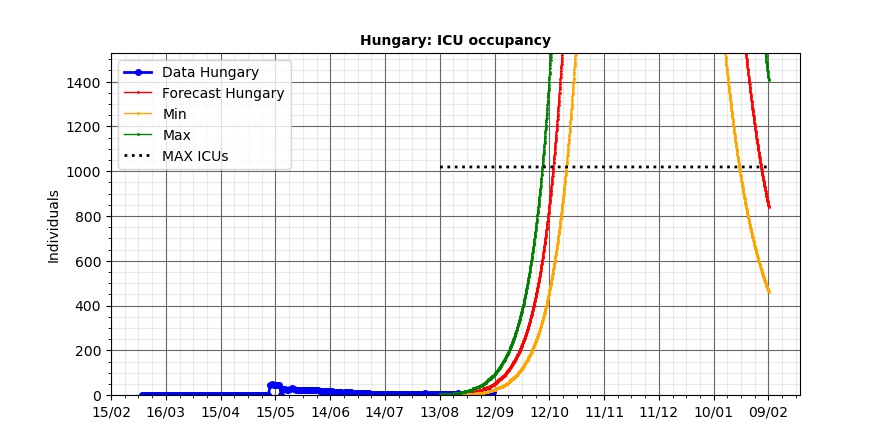 Hungary: ICU occupancy
Data Hungary
Forecast Hungary
Min
Max
MAX ICUs
Individuals
1400
1200
1000
800
600
400
200
0
15/02 16/03 15/04 15/05 14/06 14/07 13/08 12/09 12/10 11/11 11/12 10/01 09/02